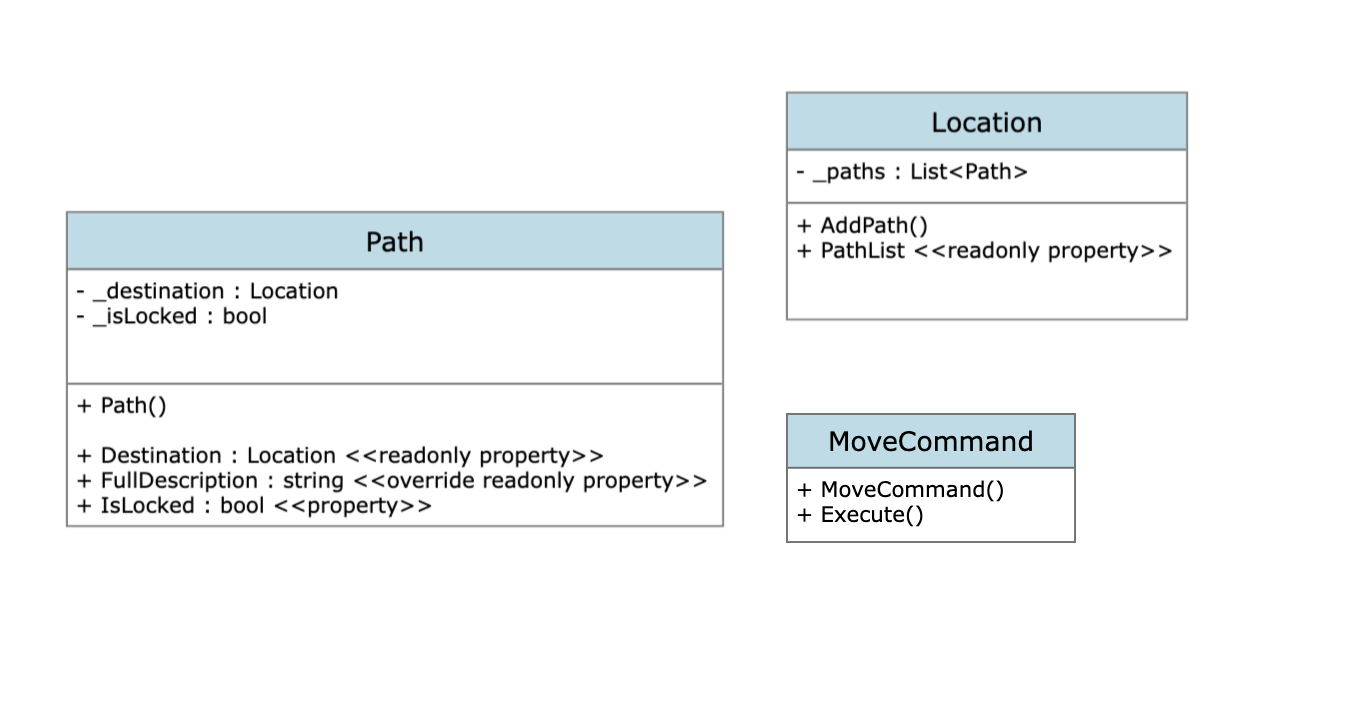 Path
- _destination : Location
- _isLocked : bool
+ Path()
+ Destination : Location <<readonly property>>
+ FullDescription : string <<override readonly property>>
+ IsLocked : bool <<property>>
Location
- _paths : List<Path>
+ AddPath()
+ PathList <<readonly property>>
MoveCommand
+ MoveCommand()
+ Execute()